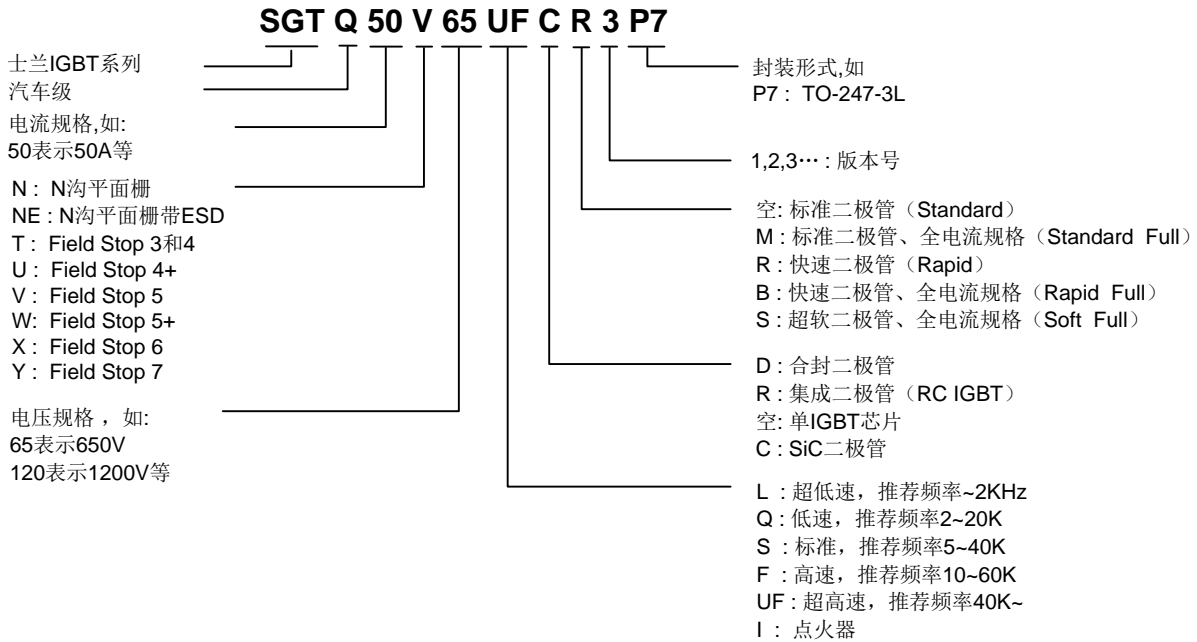 SGT Q 50 V 65 UF C R 3 P7
士兰IGBT系列
汽车级
电流规格,如:
50表示50A等
N : N沟平面栅
NE : N沟平面栅带ESD
T : Field Stop 3和4
U : Field Stop 4+
V : Field Stop 5
W: Field Stop 5+
X : Field Stop 6
Y : Field Stop 7
电压规格 ，如:
65表示650V
120表示1200V等
封装形式,如
P7 : TO-247-3L
1,2,3… : 版本号
空: 标准二极管（Standard）
M : 标准二极管、全电流规格（Standard Full）
R : 快速二极管（Rapid）
B : 快速二极管、全电流规格（Rapid Full）
S : 超软二极管、全电流规格（Soft Full）
D : 合封二极管
R : 集成二极管（RC IGBT）
空: 单IGBT芯片
C : SiC二极管
L : 超低速，推荐频率~2KHz
Q : 低速，推荐频率2~20K
S : 标准，推荐频率5~40K
F : 高速，推荐频率10~60K
UF : 超高速，推荐频率40K~
I : 点火器